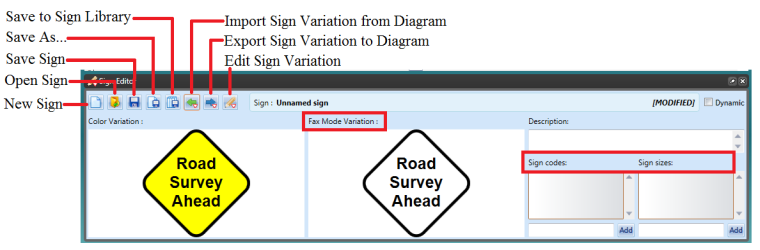 Save to Sign Library
Import Sign Variation from Diagram
Save As...
Export Sign Variation to Diagram
Save Sign
Edit Sign Variation
Open Sign
Sign Editor
New Sign
Sign : Unnamed sign
[MODIFIED]
Dynamic
Color Variation :
Fax Mode Variation :
Description:
Road
Survey
Ahead
Road
Survey
Ahead
Sign codes:
Sign sizes:
Add
Add